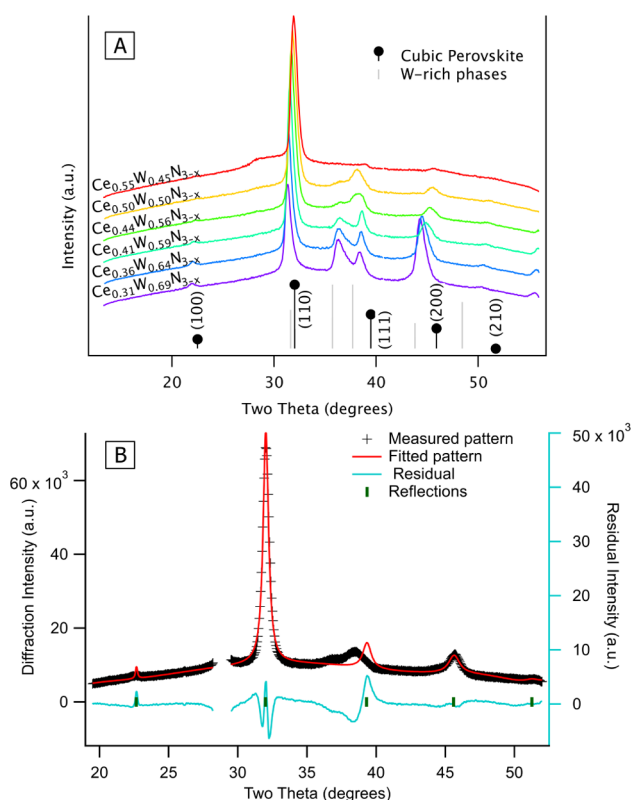 A
Cubic Perovskite
W-rich phases
Ce0.55W0.45N3-x
Ce0.50W0.50N3-x
Ce0.44W0.56N3-x
Ce0.41W0.59N3-x
Ce0.36W0.64N3-x
Ce0.31W0.69N3-x
Intensity (a.u.)
(100)
(110)
(111)
(200)
(210)
20 30 40 50
Two Theta (degrees)
B
Measured pattern
Fitted pattern
Residual
Reflections
60 x 10³
40
20
0
Diffraction Intensity (a.u.)
50 x 10³
40
30
20
10
0
Residual Intensity (a.u.)
20 25 30 35 40 45 50
Two Theta (degrees)